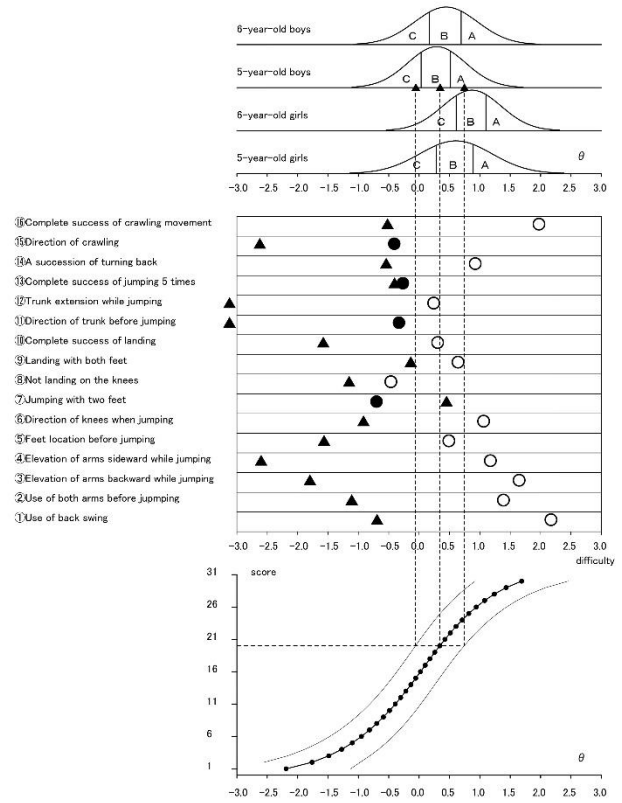 6-year-old boys
C B A
5-year-old boys
C B A
6-year-old girls
C B A
5-year-old girls
C B A
θ
-3.0 -2.5 -2.0 -1.5 -1.0 -0.5 0.0 0.5 1.0 1.5 2.0 2.5 3.0
⑯Complete success of crawling movement
⑮Direction of crawling
⑭A succession of turning back
⑬Complete success of jumping 5 times
⑫Trunk extension while jumping
⑪Direction of trunk before jumping
⑩Complete success of landing
⑨Landing with both feet
⑧Not landing on the knees
⑦Jumping with two feet
⑥Direction of knees when jumping
⑤Feet location before jumping
④Elevation of arms sideward while jumping
③Elevation of arms backward while jumping
②Use of both arms before jupmping
①Use of back swing
-3.0 -2.5 -2.0 -1.5 -1.0 -0.5 0.0 0.5 1.0 1.5 2.0 2.5 3.0
difficulty
score
31
26
21
16
11
6
1
θ
-3.0 -2.5 -2.0 -1.5 -1.0 -0.5 0.0 0.5 1.0 1.5 2.0 2.5 3.0